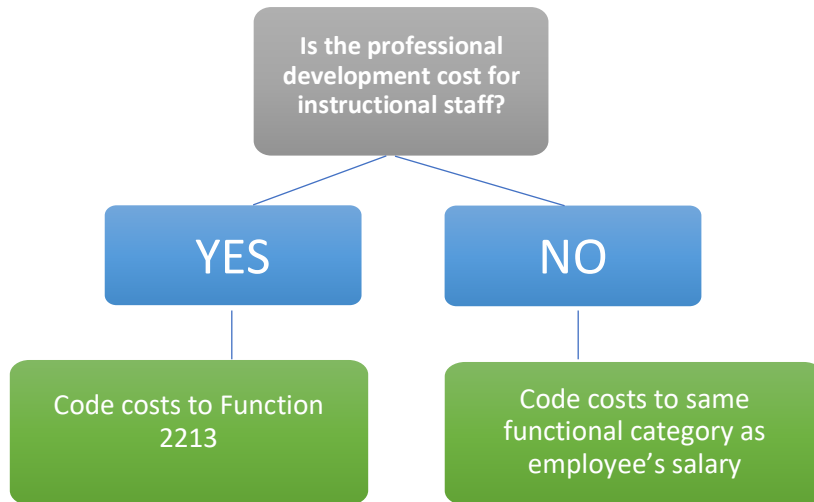 Is the professional
development cost for
instructional staff?
YES
NO
Code costs to Function
2213
Code costs to same
functional category as
employee’s salary